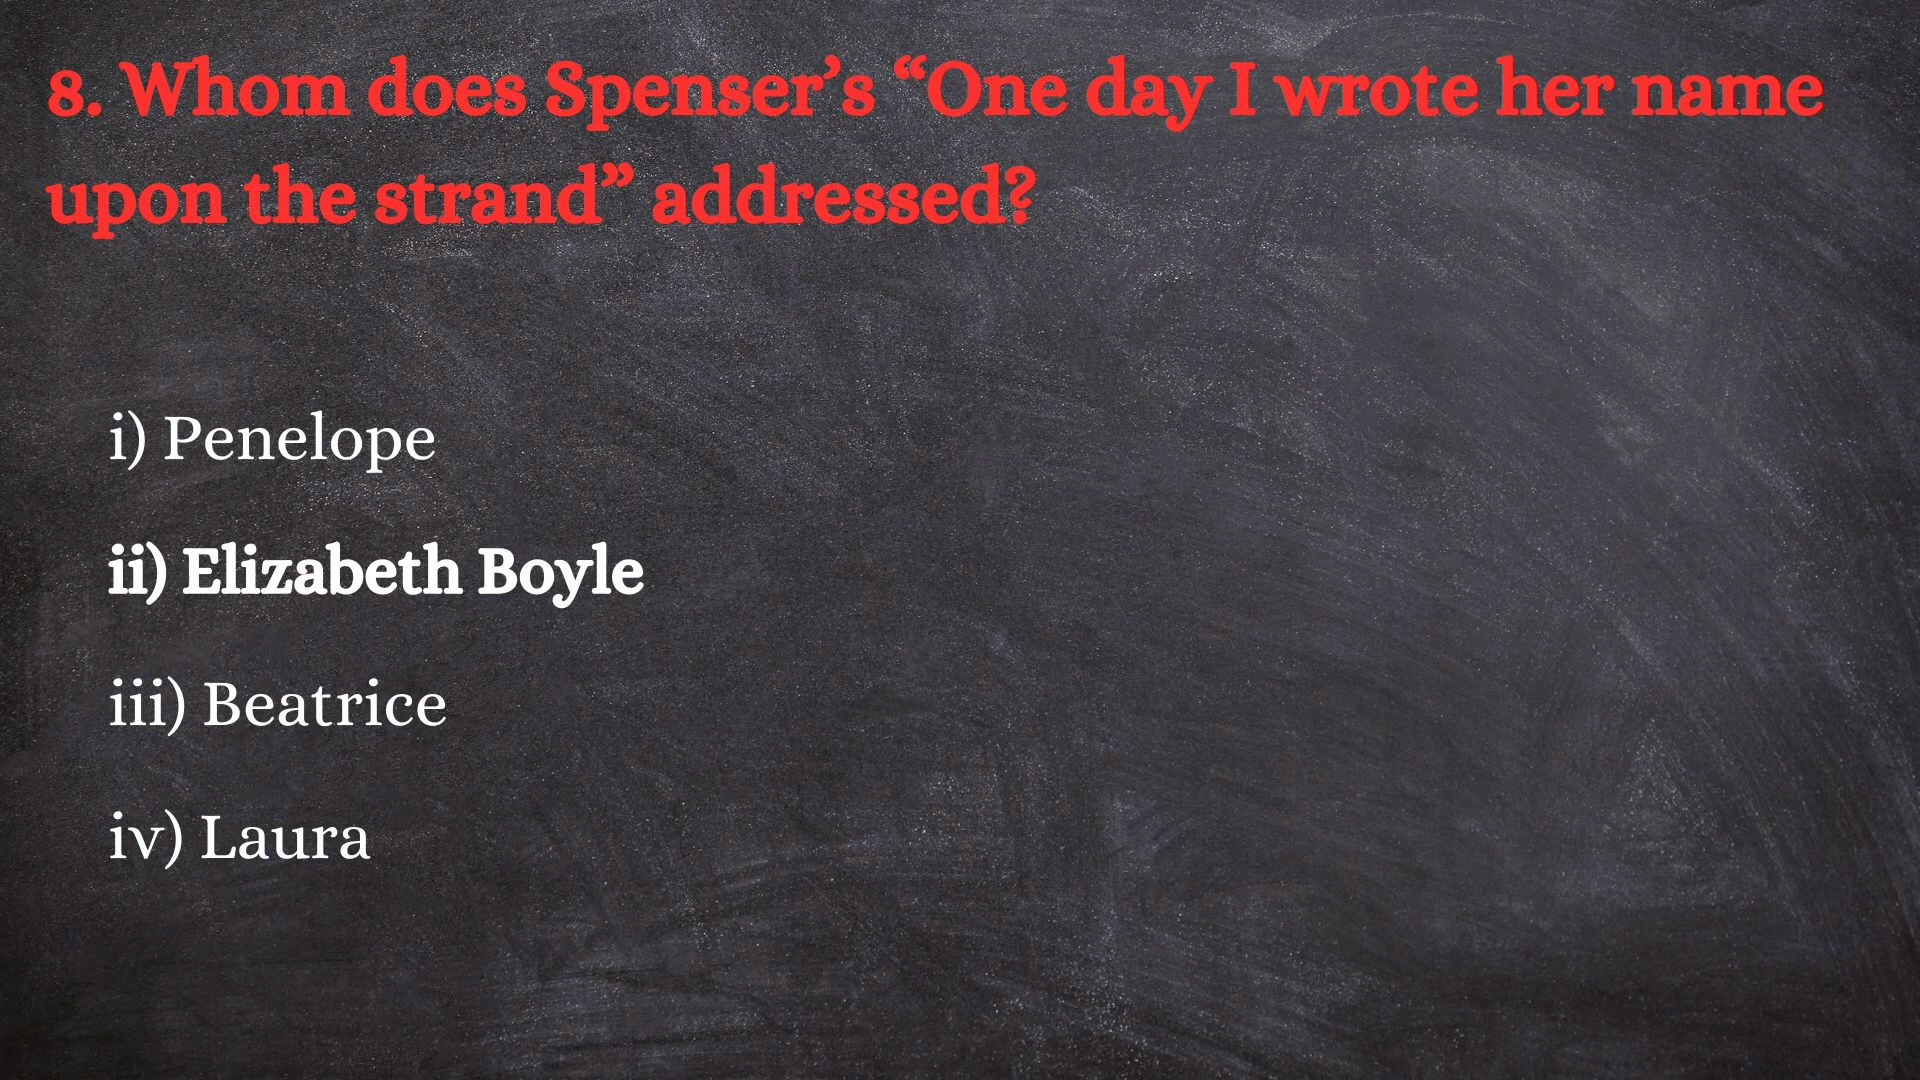 8. Whom does Spenser’s “One day I wrote her name
upon the strand” addressed?
i) Penelope
ii) Elizabeth Boyle
iii) Beatrice
iv) Laura